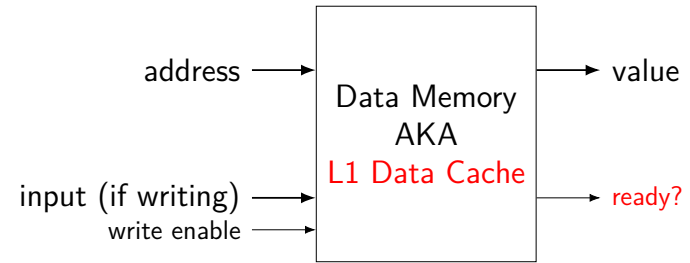 address
input (if writing)
write enable
Data Memory
AKA
L1 Data Cache
value
ready?